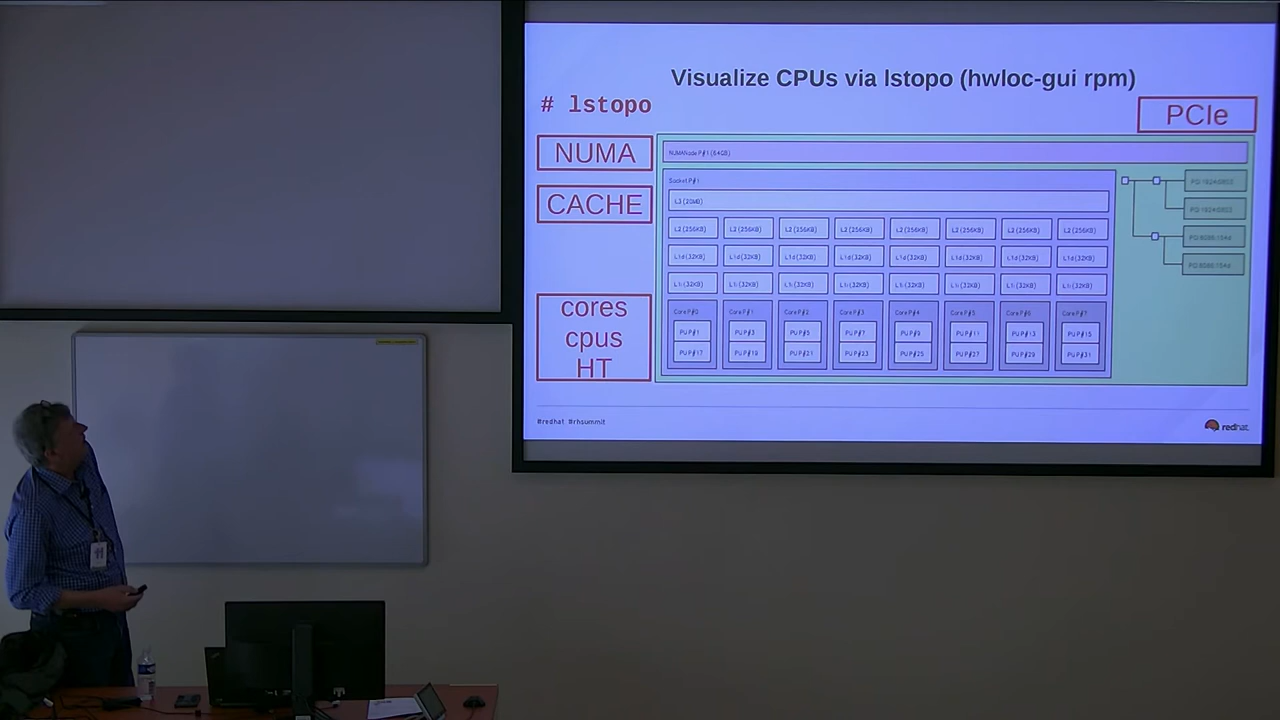 Visualize CPUs via lstopo (hwloc-gui rpm)
# lstopo
PCIe
NUMA
NUMANode P#1 (64GB)
CACHE
Socket P#1
L3 (20MB)
L2 (256KB) L2 (256KB) L2 (256KB) L2 (256KB) L2 (256KB) L2 (256KB) L2 (256KB) L2 (256KB)
L1d (32KB) L1d (32KB) L1d (32KB) L1d (32KB) L1d (32KB) L1d (32KB) L1d (32KB) L1d (32KB)
L1i (32KB) L1i (32KB) L1i (32KB) L1i (32KB) L1i (32KB) L1i (32KB) L1i (32KB) L1i (32KB)
cores
cpus
HT
Core P#0 Core P#1 Core P#2 Core P#3 Core P#4 Core P#5 Core P#6 Core P#7
PU P#1 PU P#3 PU P#5 PU P#7 PU P#9 PU P#11 PU P#13 PU P#15
PU P#17 PU P#19 PU P#21 PU P#23 PU P#25 PU P#27 PU P#29 PU P#31
PCI 8086:154d
PCI 8086:154d
#redhat #rhsummit
redhat.